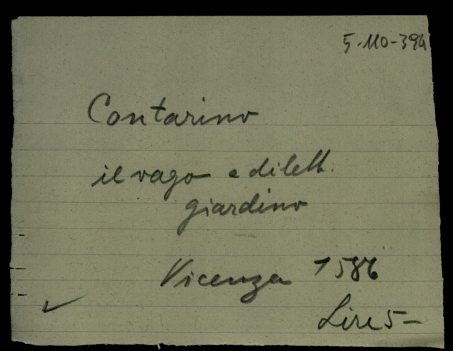 5-110-394
Contarino
il vago e dilett.
giardino
Vicenza 1586
Lire 5-